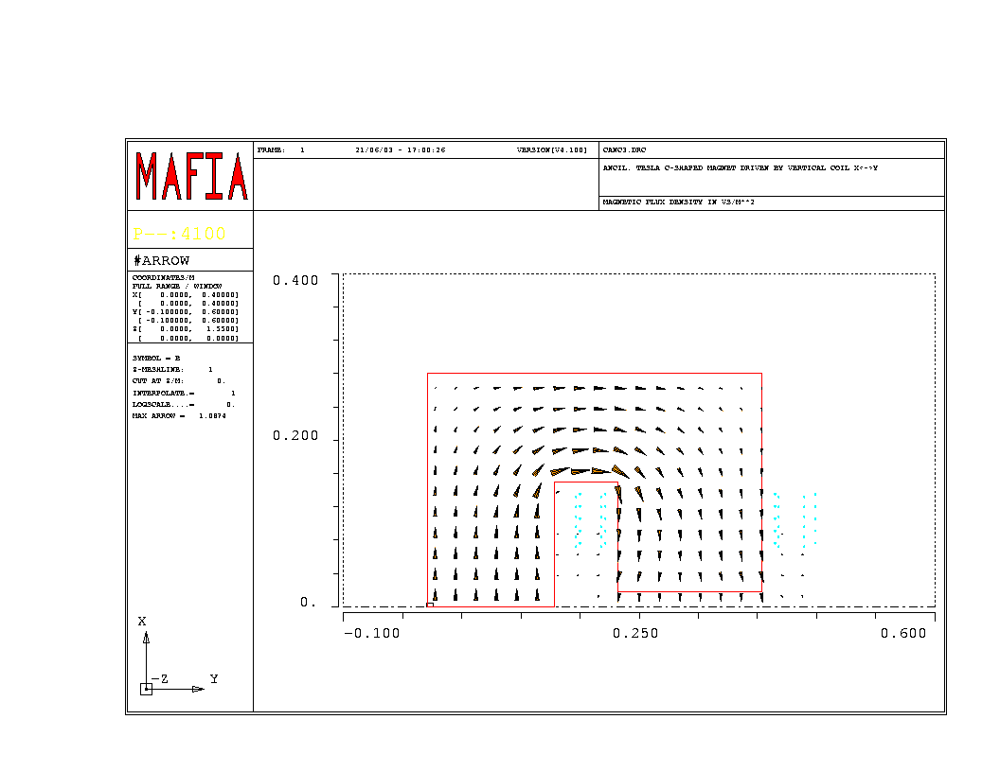 MAFIA
FRAME: 1 21/06/03 - 17:00:26 VERSION[V4.100] CANC3.DRC
ANCIL. TESLA C-SHAPED MAGNET DRIVEN BY VERTICAL COIL X<->Y
MAGNETIC FLUX DENSITY IN VS/M**2
P--:4100
#ARROW
COORDINATES/M
FULL RANGE / WINDOW
X[ 0.0000, 0.40000]
[ 0.0000, 0.40000]
Y[ -0.100000, 0.60000]
[ -0.100000, 0.60000]
Z[ 0.0000, 1.5500]
[ 0.0000, 0.0000]
SYMBOL = B
Z-MESHLINE: 1
CUT AT Z/M: 0.
INTERPOLATE.= 1
LOGSCALE....= 0.
MAX ARROW = 1.0874
0.400
0.200
0.
-0.100 0.250 0.600
X
-Z Y